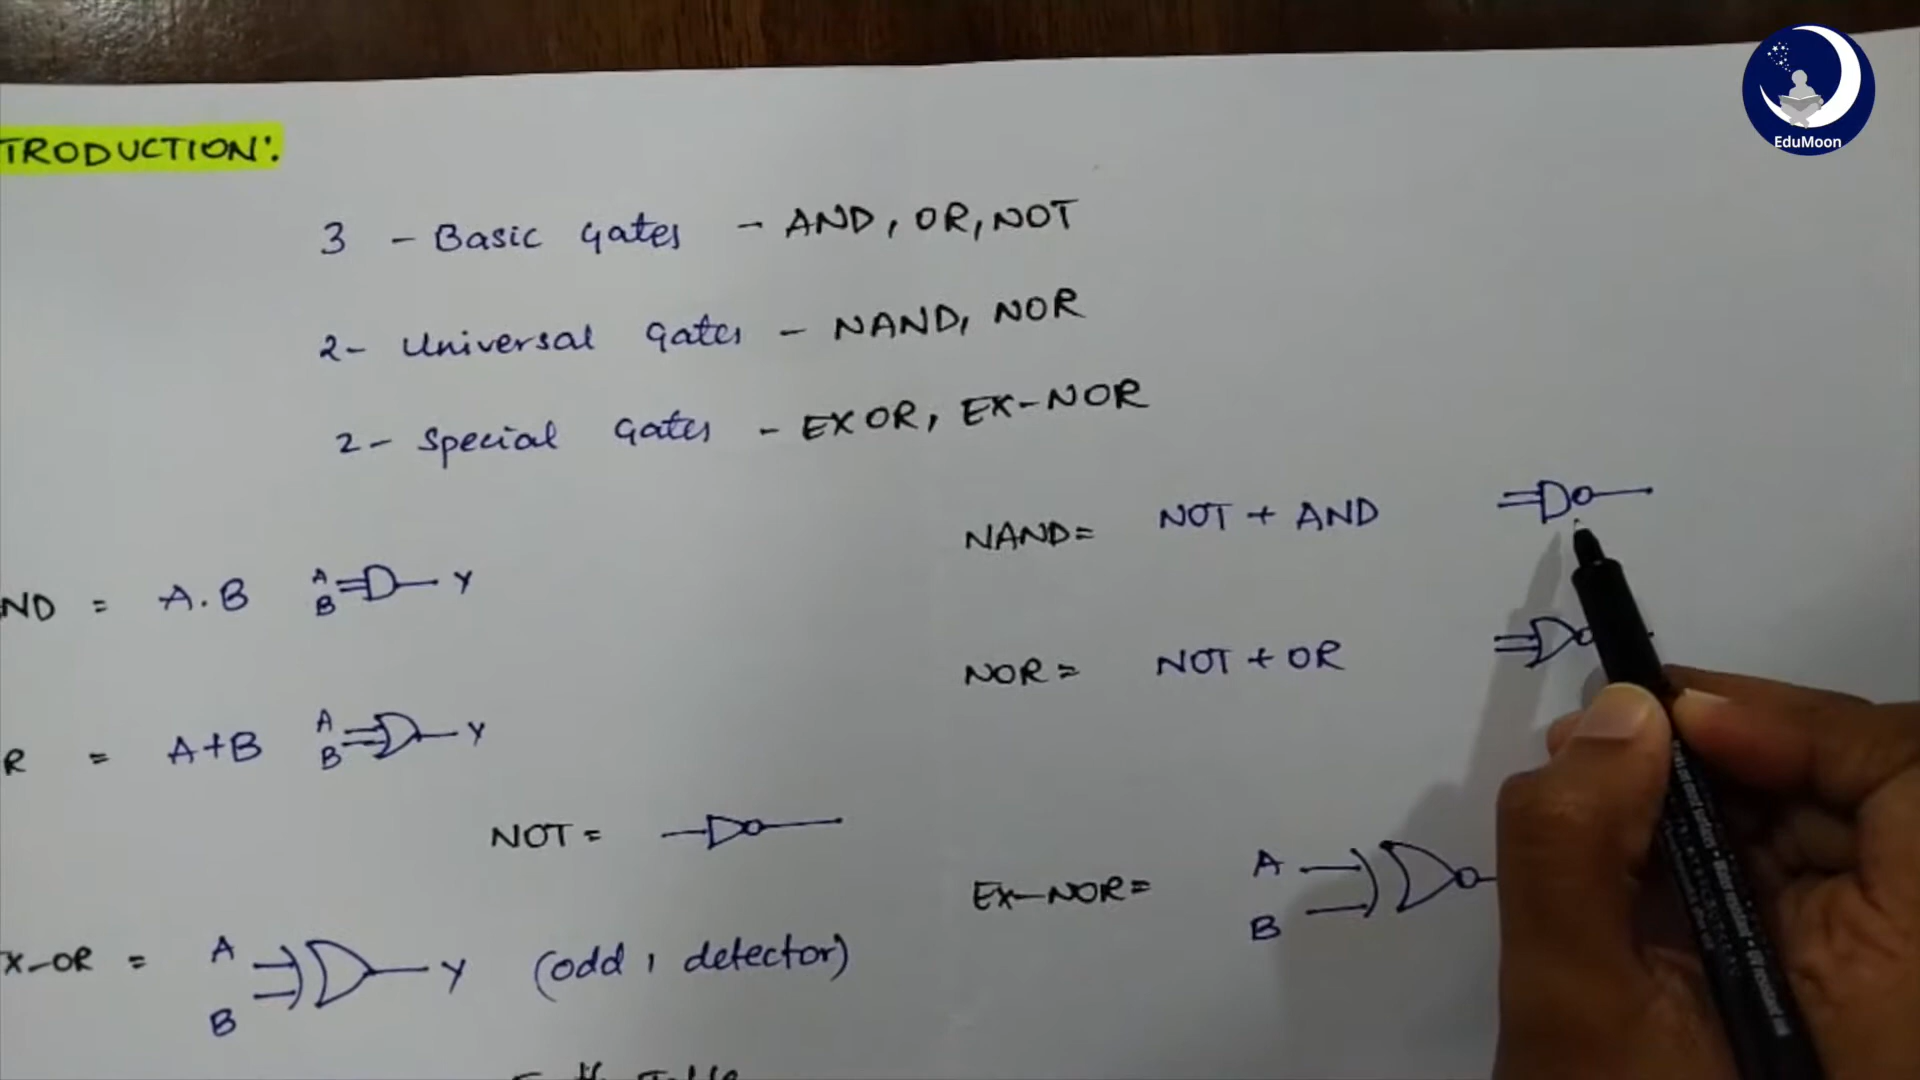 EduMoon
TRODUCTION:
3 - Basic Gates - AND, OR, NOT
2- Universal Gates - NAND, NOR
2- Special Gates - EXOR, EX-NOR
NAND= NOT + AND
ND = A.B A B Y
NOR= NOT + OR
R = A+B A B Y
NOT =
EX-NOR= A B
X-OR = A B Y (odd 1 detector)